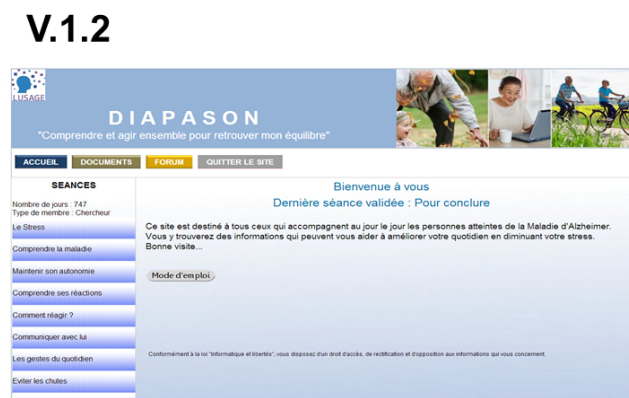 V.1.2
LUSAGE
DIAPASON
"Comprendre et agir ensemble pour retrouver mon équilibre"
ACCUEIL DOCUMENTS FORUM QUITTER LE SITE
SEANCES
Nombre de jours : 747
Type de membre : Chercheur
Le Stress
Comprendre la maladie
Maintenir son autonomie
Comprendre ses réactions
Comment réagir ?
Communiquer avec lui
Les gestes du quotidien
Eviter les chutes
Bienvenue à vous
Dernière séance validée : Pour conclure
Ce site est destiné à tous ceux qui accompagnent au jour le jour les personnes atteintes de la Maladie d'Alzheimer.
Vous y trouverez des informations qui peuvent vous aider à améliorer votre quotidien en diminuant votre stress.
Bonne visite...
Mode d'emploi
Conformément à la loi "Informatique et libertés", vous disposez d'un droit d'accès, de rectification et d'opposition aux informations qui vous concernent.